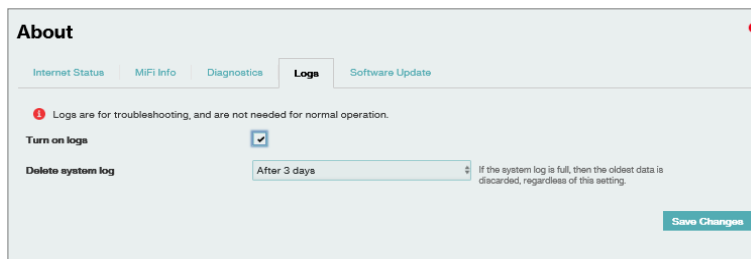 About
Internet Status MiFi Info Diagnostics Logs Software Update
Logs are for troubleshooting, and are not needed for normal operation.
Turn on logs
Delete system log After 3 days If the system log is full, then the oldest data is
discarded, regardless of this setting.
Save Changes